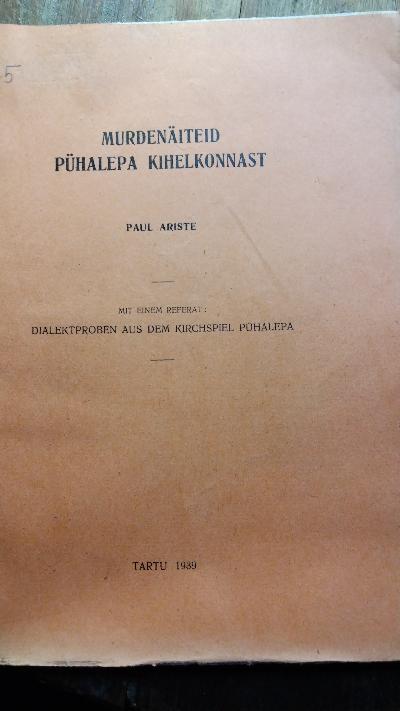 5
MURDENÄITEID
PÜHALEPA KIHELKONNAST
PAUL ARISTE
MIT EINEM REFERAT:
DIALEKTPROBEN AUS DEM KIRCHSPIEL PÜHALEPA
TARTU 1939